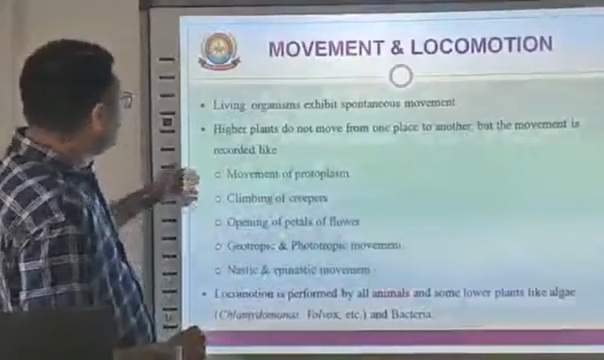 MOVEMENT & LOCOMOTION
• Living organisms exhibit spontaneous movement
• Higher plants do not move from one place to another, but the movement is
recorded like
○ Movement of protoplasm
○ Climbing of creepers
○ Opening of petals of flower
○ Geotropic & Phototropic movement
○ Nastic & epinastic movement
• Locomotion is performed by all animals and some lower plants like algae
(Chlamydomonas, Volvox, etc.) and Bacteria.